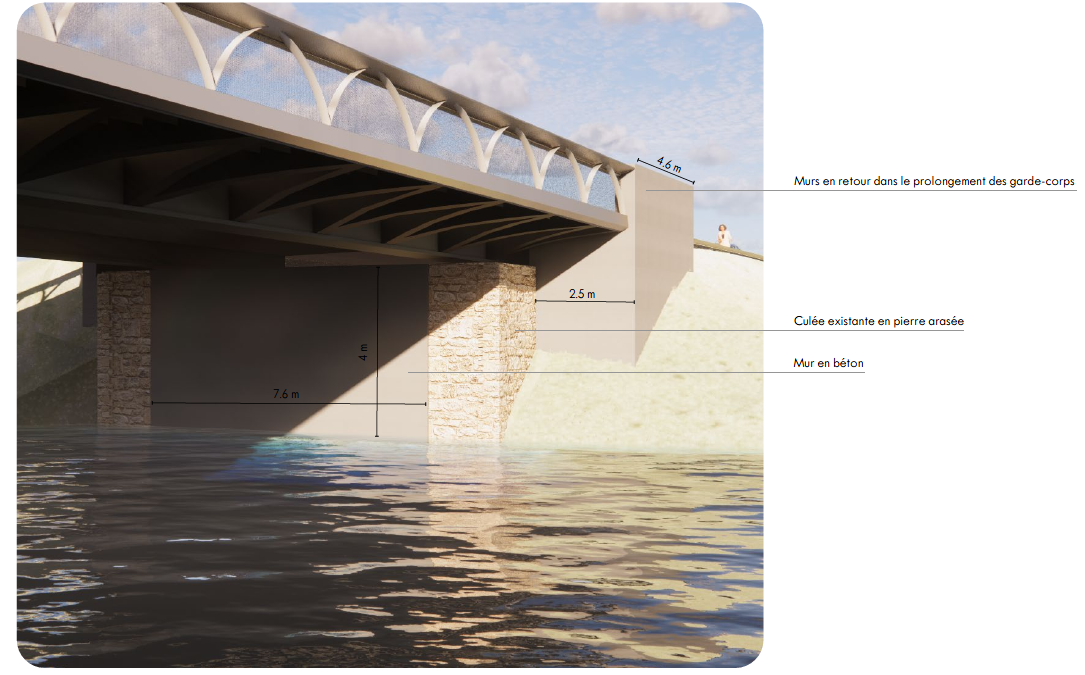 4.6 m
Murs en retour dans le prolongement des garde-corps
2.5 m
Culée existante en pierre arasée
4 m
Mur en béton
7.6 m